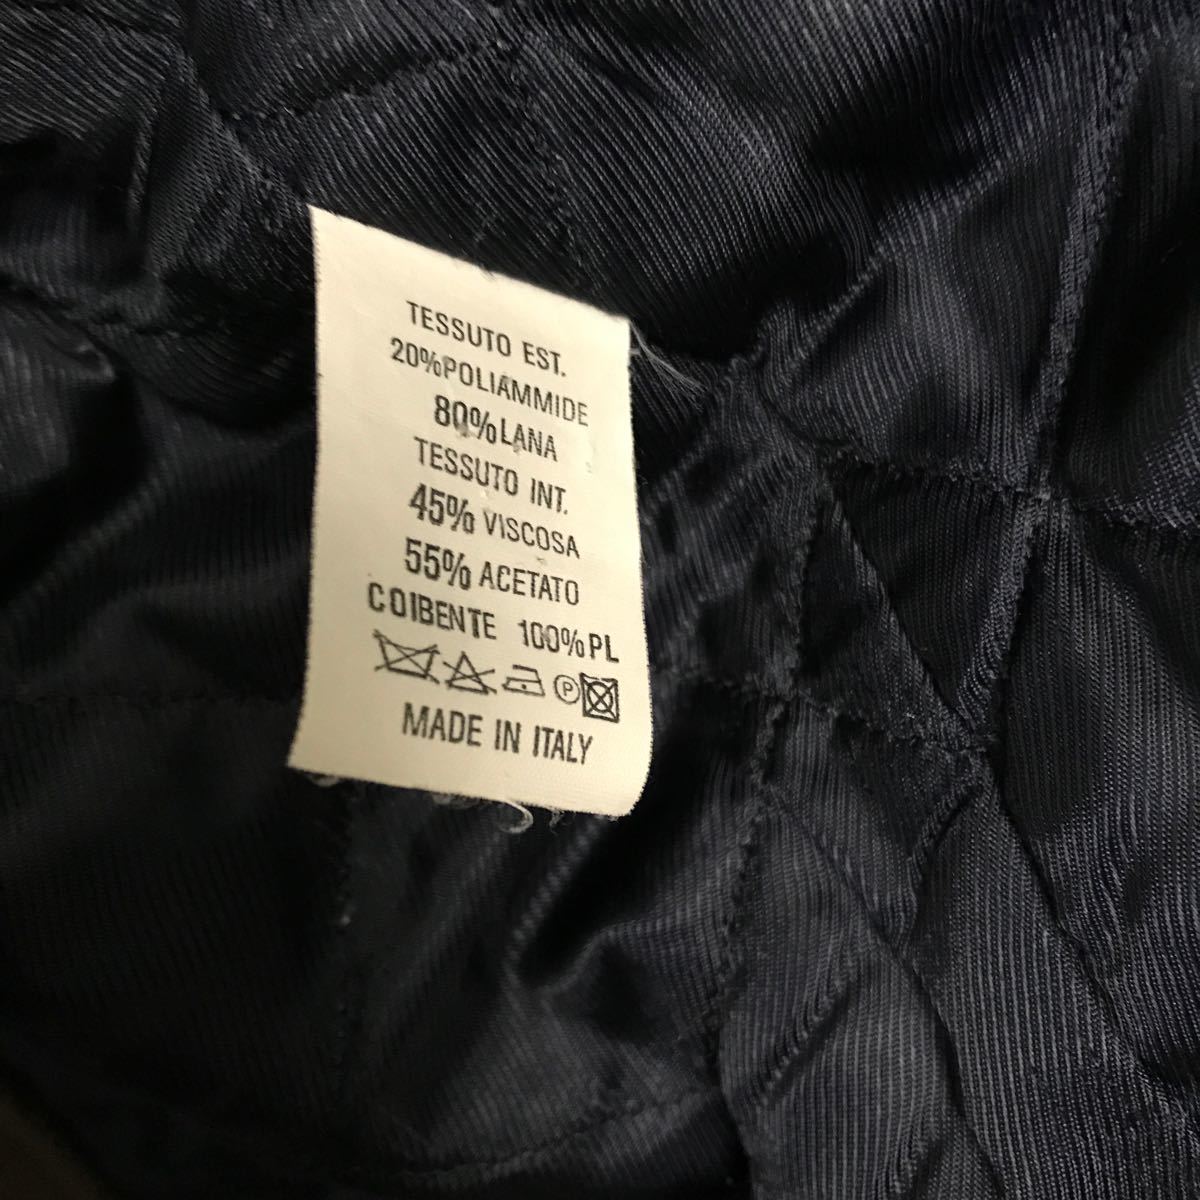 TESSUTO EST.
20%POLIAMMIDE
80%LANA
TESSUTO INT.
45% VISCOSA
55% ACETATO
COIBENTE 100%PL
P
MADE IN ITALY